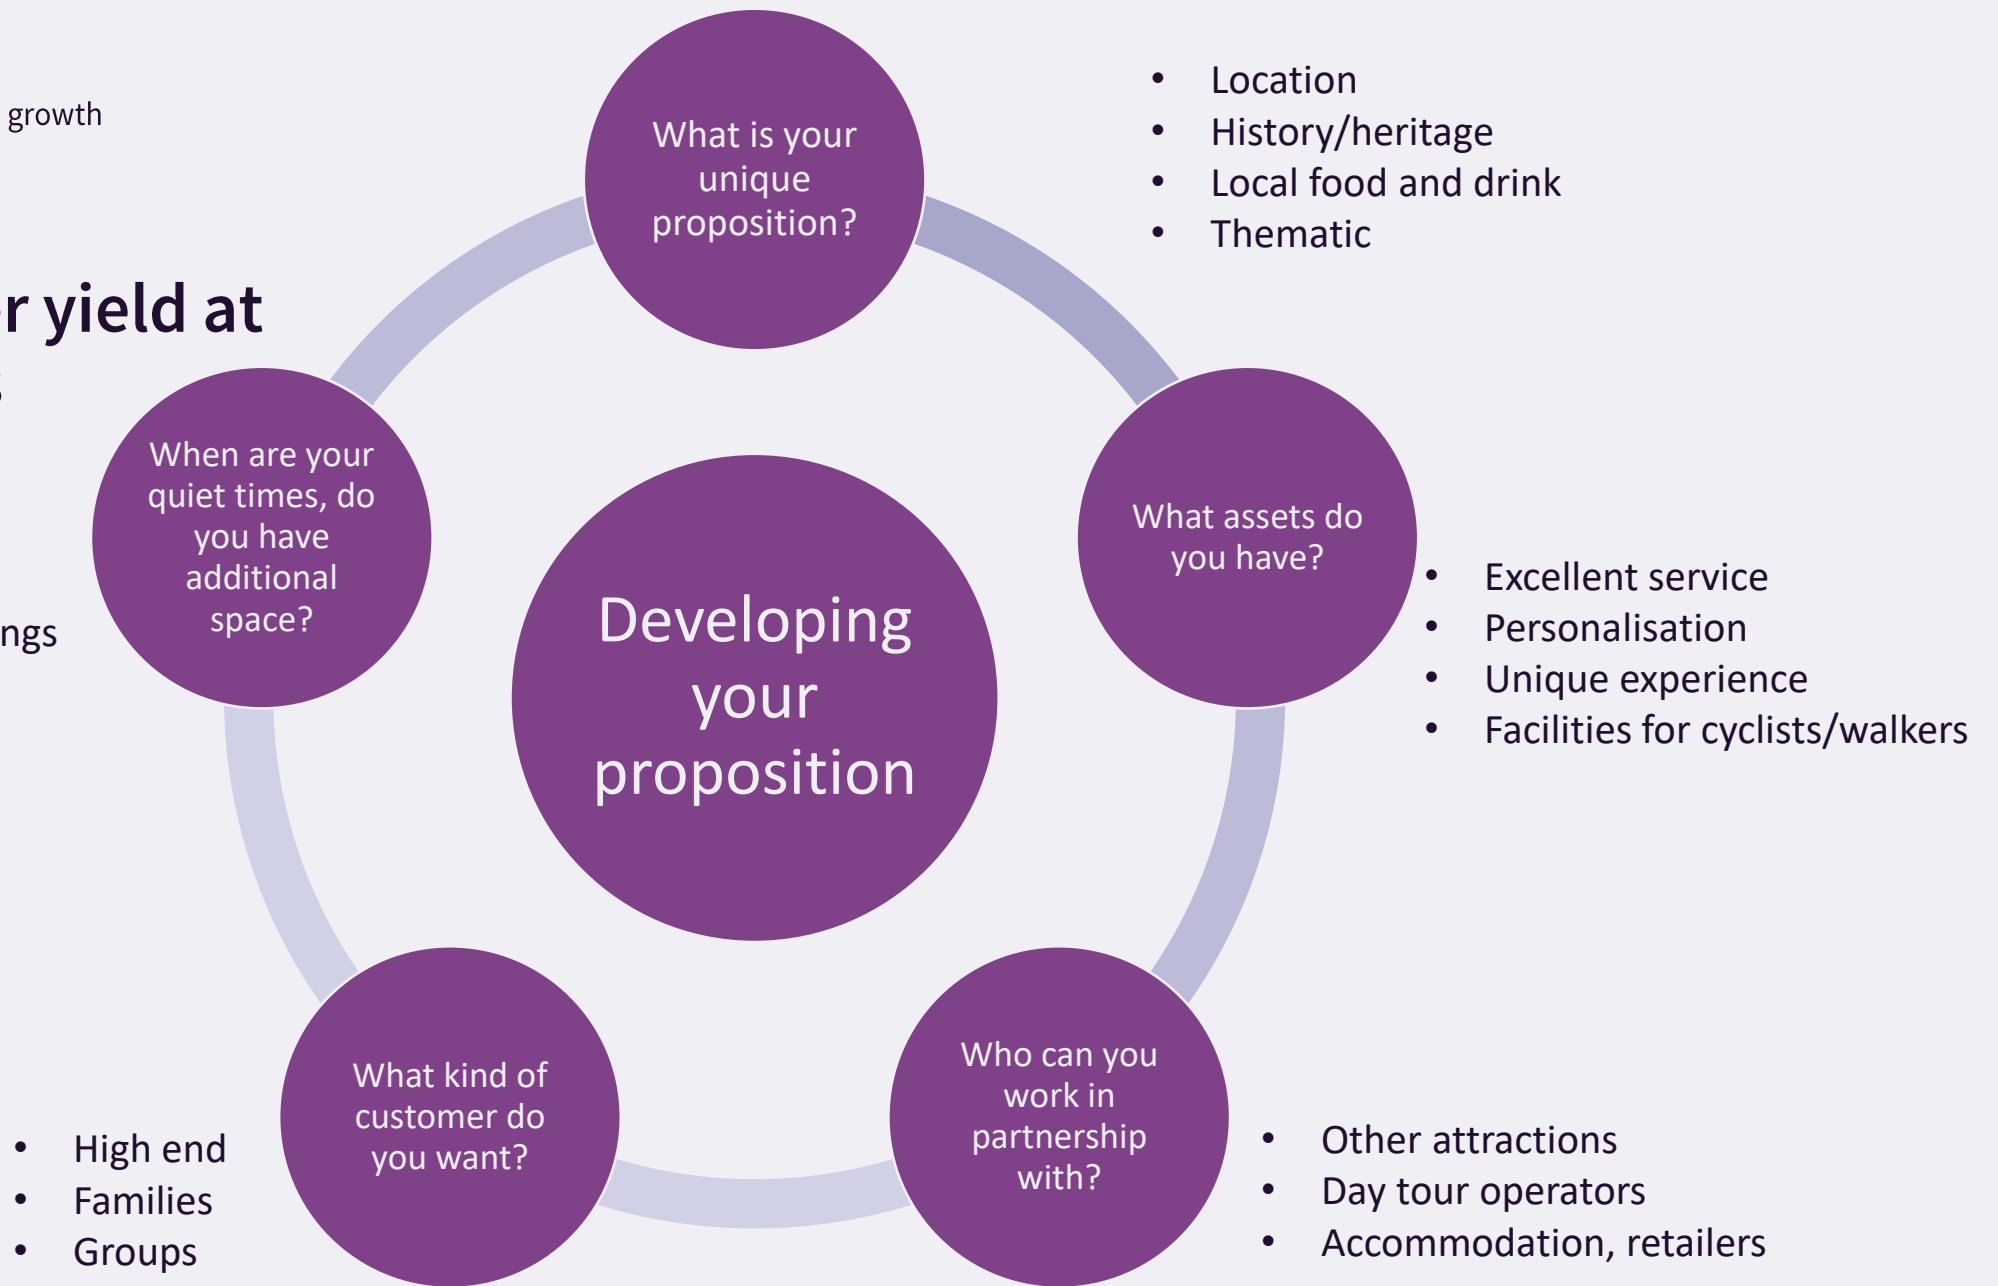 growth
What is your
unique
proposition?
• Location
• History/heritage
• Local food and drink
• Thematic
yield at
When are your
quiet times, do
you have
additional
space?
What assets do
you have?
• Excellent service
• Personalisation
• Unique experience
• Facilities for cyclists/walkers
Developing
your
proposition
What kind of
customer do
you want?
• High end
• Families
• Groups
Who can you
work in
partnership
with?
• Other attractions
• Day tour operators
• Accommodation, retailers